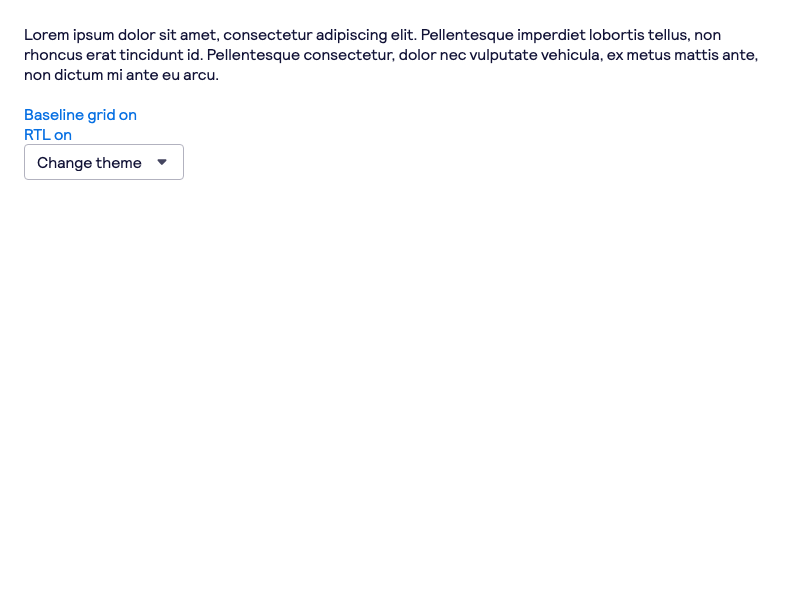 Lorem ipsum dolor sit amet, consectetur adipiscing elit. Pellentesque imperdiet lobortis tellus, non
rhoncus erat tincidunt id. Pellentesque consectetur, dolor nec vulputate vehicula, ex metus mattis ante,
non dictum mi ante eu arcu.
Baseline grid on
RTL on
Change theme